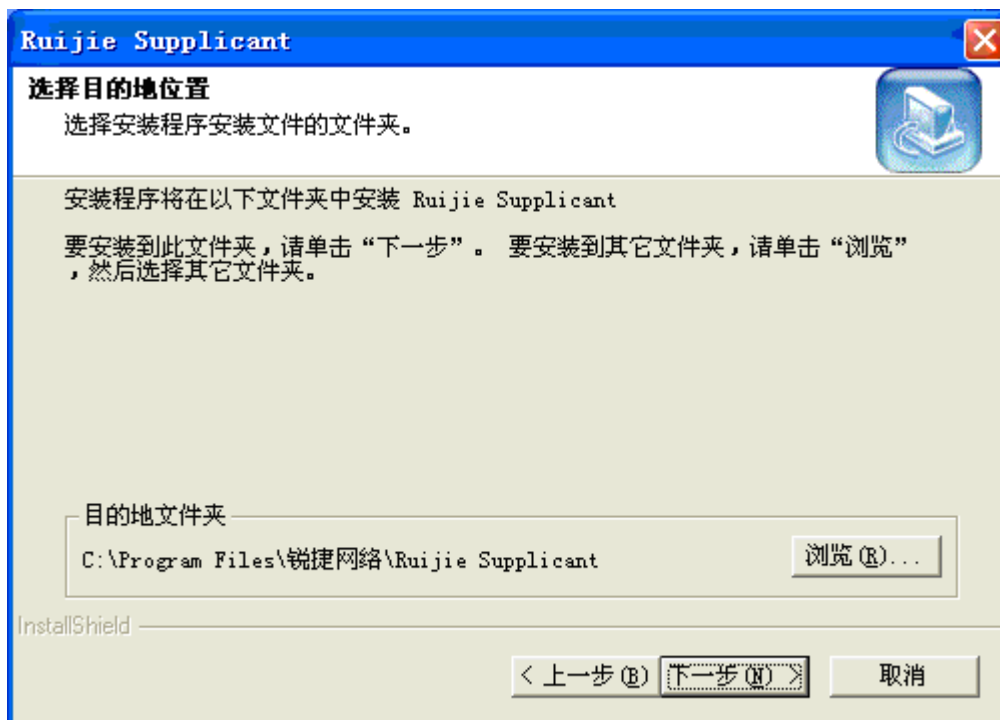 Ruijie Supplicant
选择目的地位置
选择安装程序安装文件的文件夹。
安装程序将在以下文件夹中安装 Ruijie Supplicant
要安装到此文件夹，请单击“下一步”。 要安装到其它文件夹，请单击“浏览”
，然后选择其它文件夹。
目的地文件夹
C:\Program Files\锐捷网络\Ruijie Supplicant
浏览(R)...
InstallShield
< 上一步(B)
下一步(N) >
取消